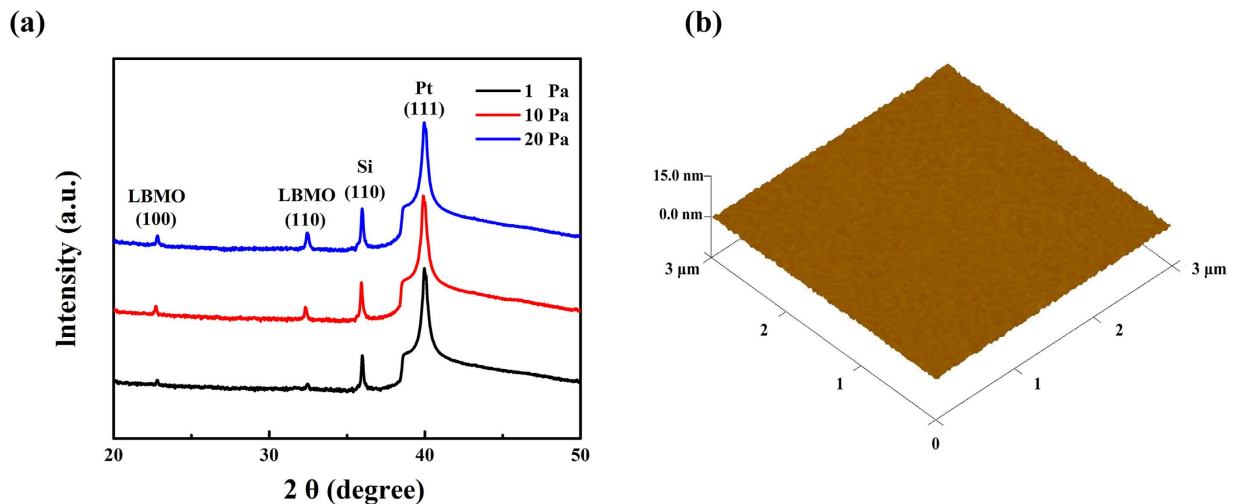 (a)
Intensity (a.u.)
LBMO
(100)
LBMO
(110)
Si
(110)
Pt
(111)
1 Pa
10 Pa
20 Pa
20
30
40
50
2 θ (degree)
(b)
15.0 nm
0.0 nm
3 μm
2
1
0
1
2
3 μm